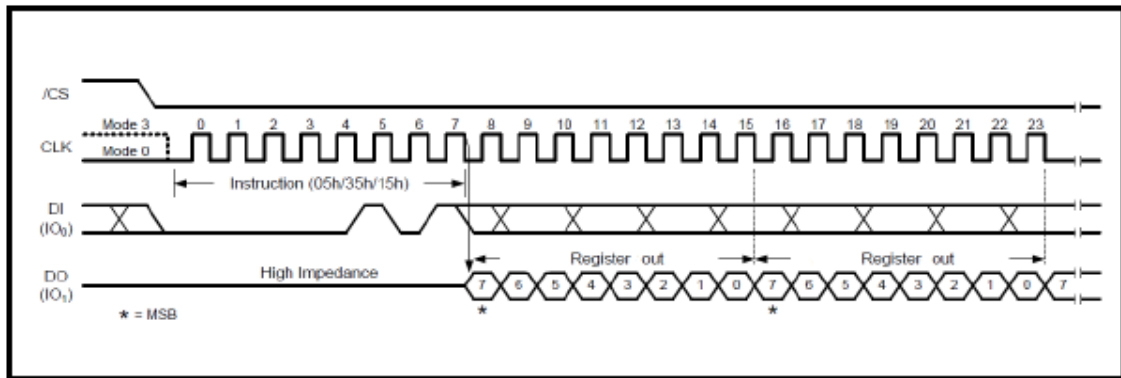 /CS
Mode 3 0 1 2 3 4 5 6 7 8 9 10 11 12 13 14 15 16 17 18 19 20 21 22 23
CLK
Mode 0
Instruction (05h/35h/15h)
DI
(IO₀)
Register out Register out
High Impedance
DO
(IO₁)
7 6 5 4 3 2 1 0 7 6 5 4 3 2 1 0 7
* *
* = MSB